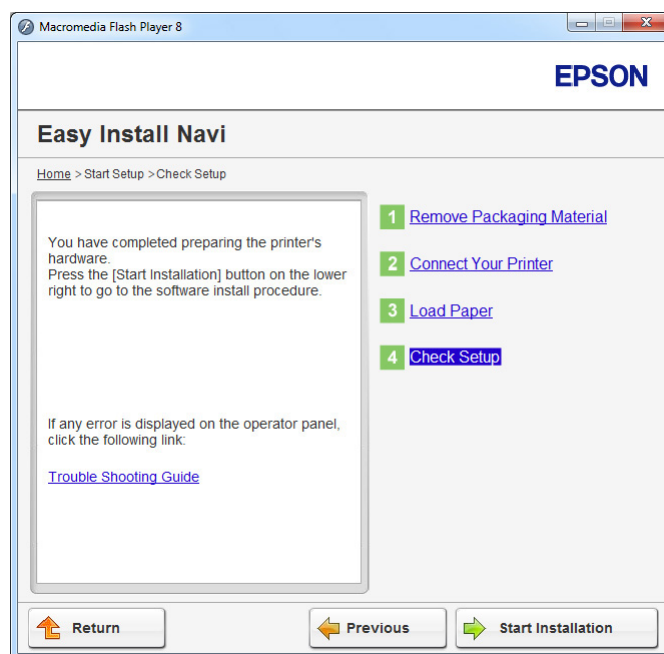 Macromedia Flash Player 8
EPSON
Easy Install Navi
Home > Start Setup >Check Setup
You have completed preparing the printer's
hardware.
Press the [Start Installation] button on the lower
right to go to the software install procedure.
If any error is displayed on the operator panel,
click the following link:
Trouble Shooting Guide
1 Remove Packaging Material
2 Connect Your Printer
3 Load Paper
4 Check Setup
Return
Previous
Start Installation